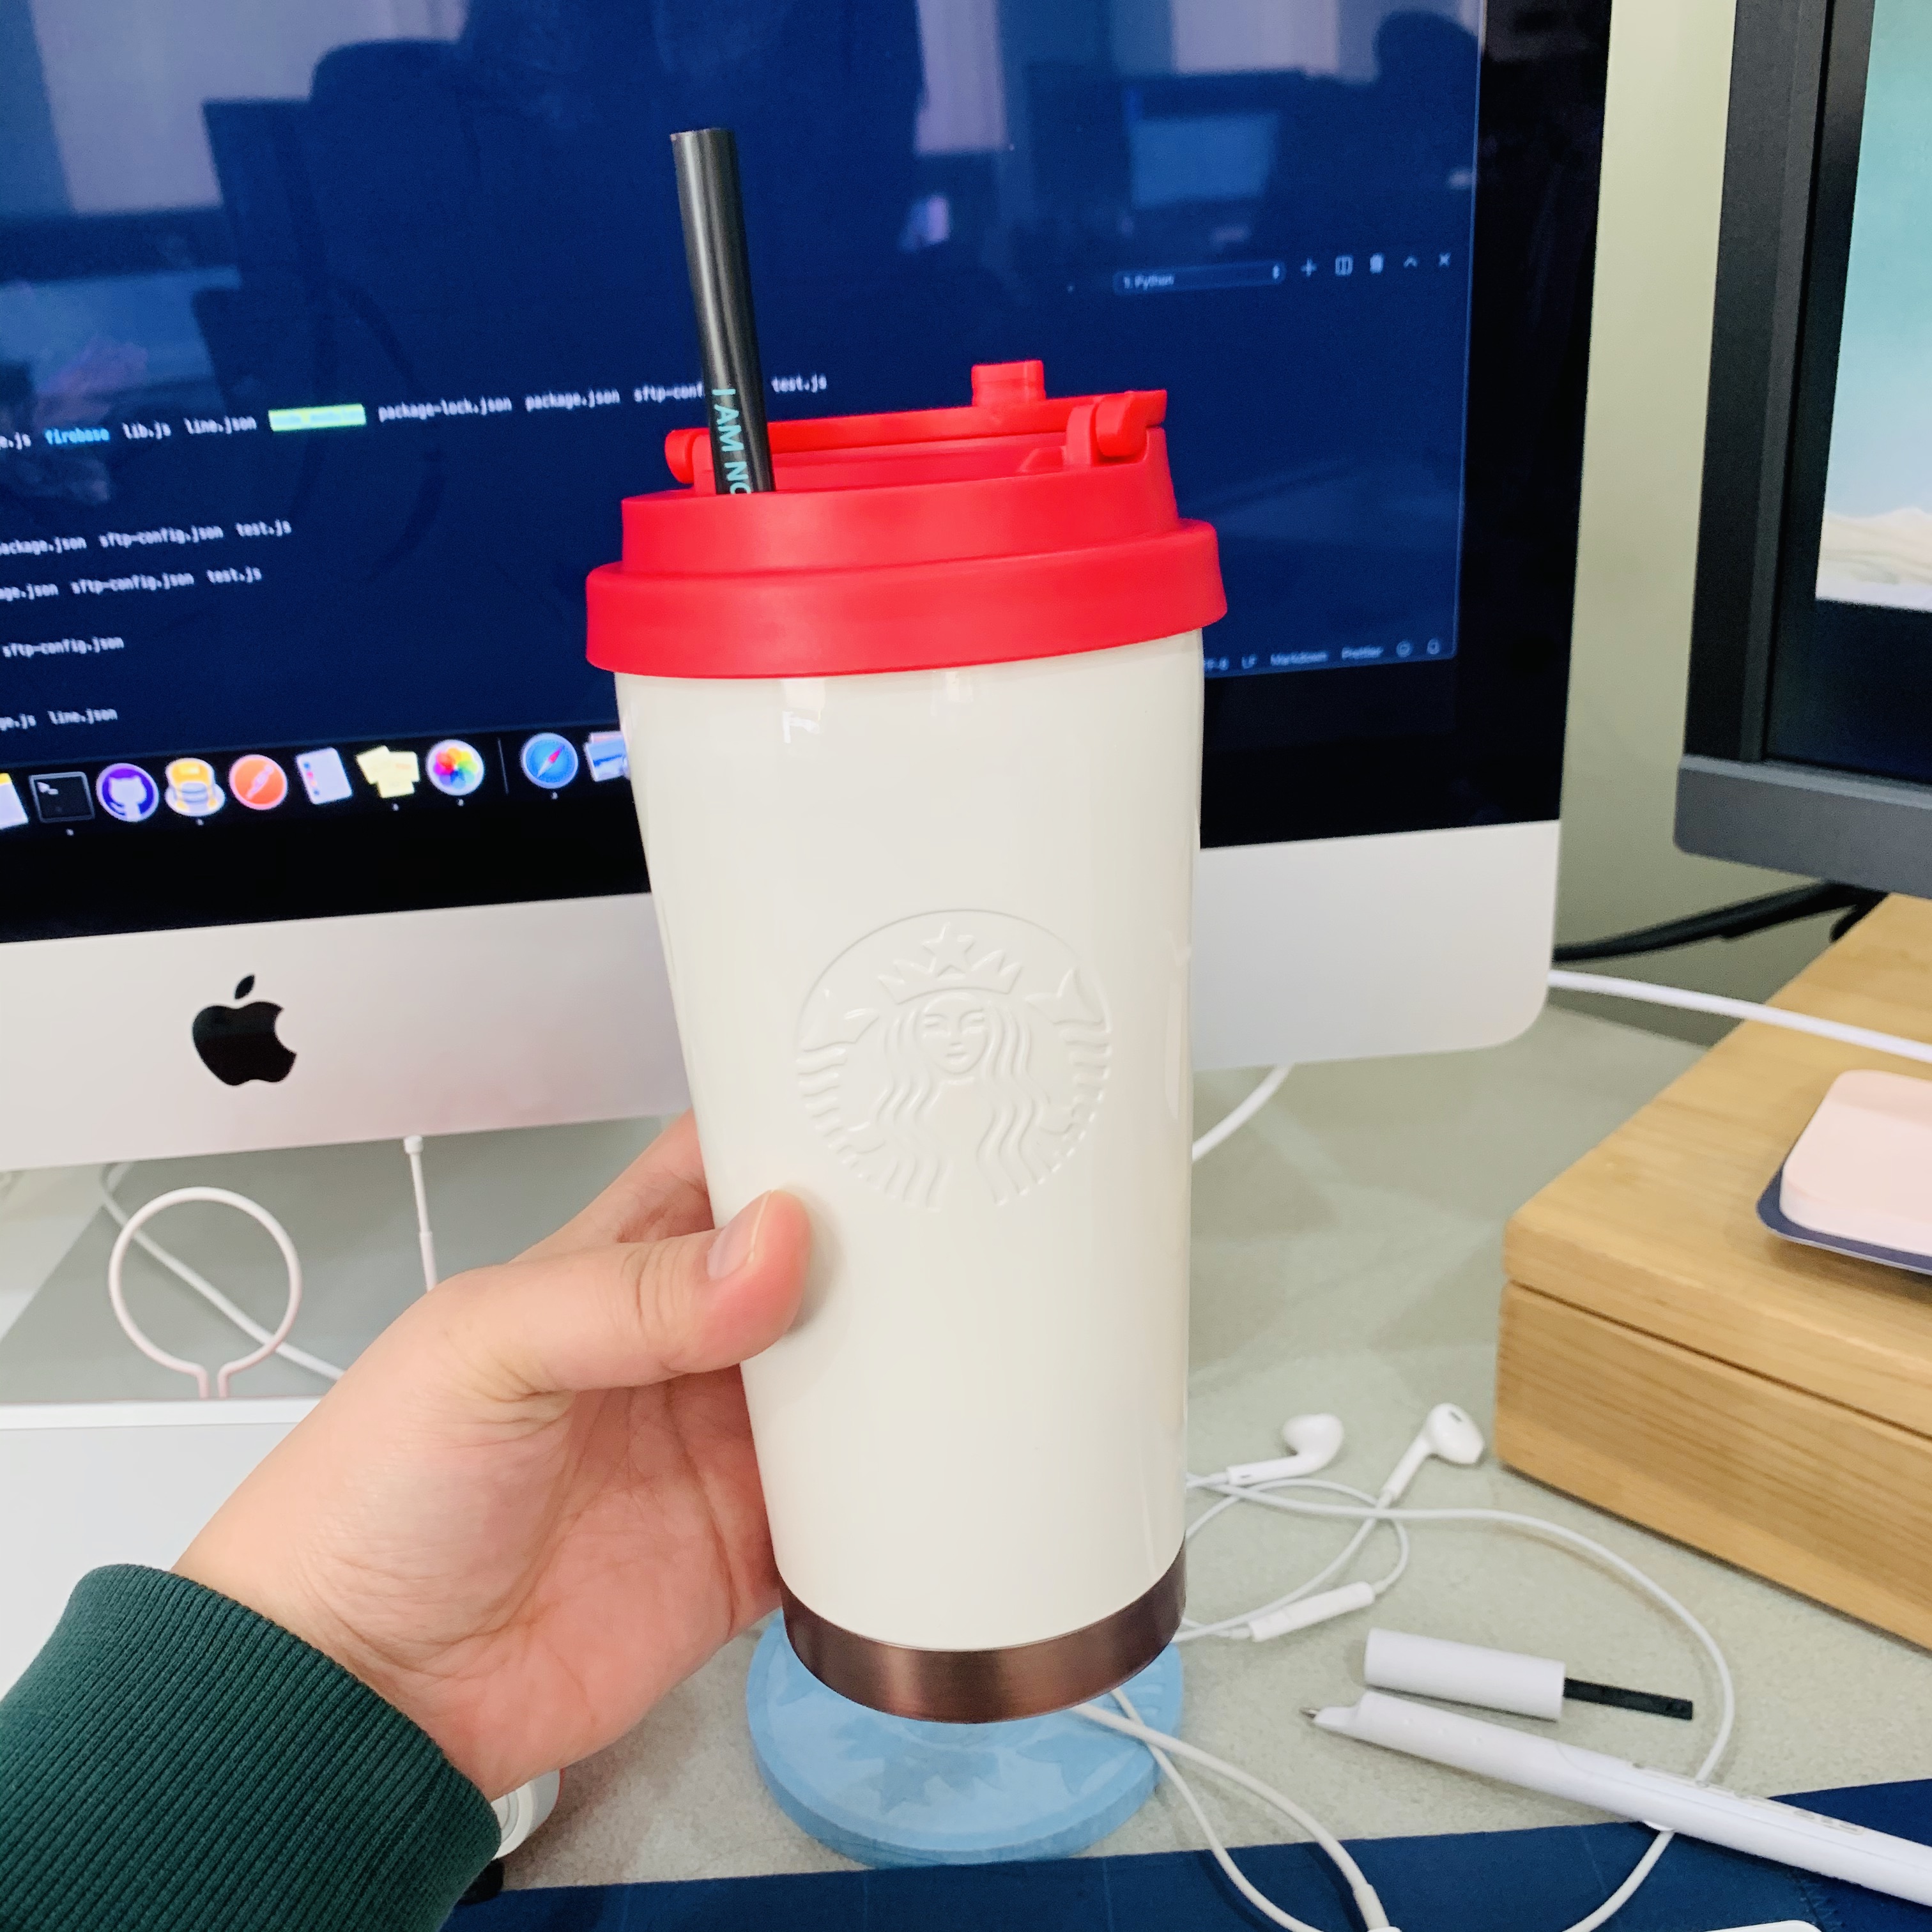 1: Python
package-lock.json package.json sftp-conf test.js
e.js firebase lib.js line.json
I AM NO
ackage.json sftp-config.json test.js
age.json sftp-config.json test.js
sftp-config.json
LF Markdown Prettier
ge.js line.json